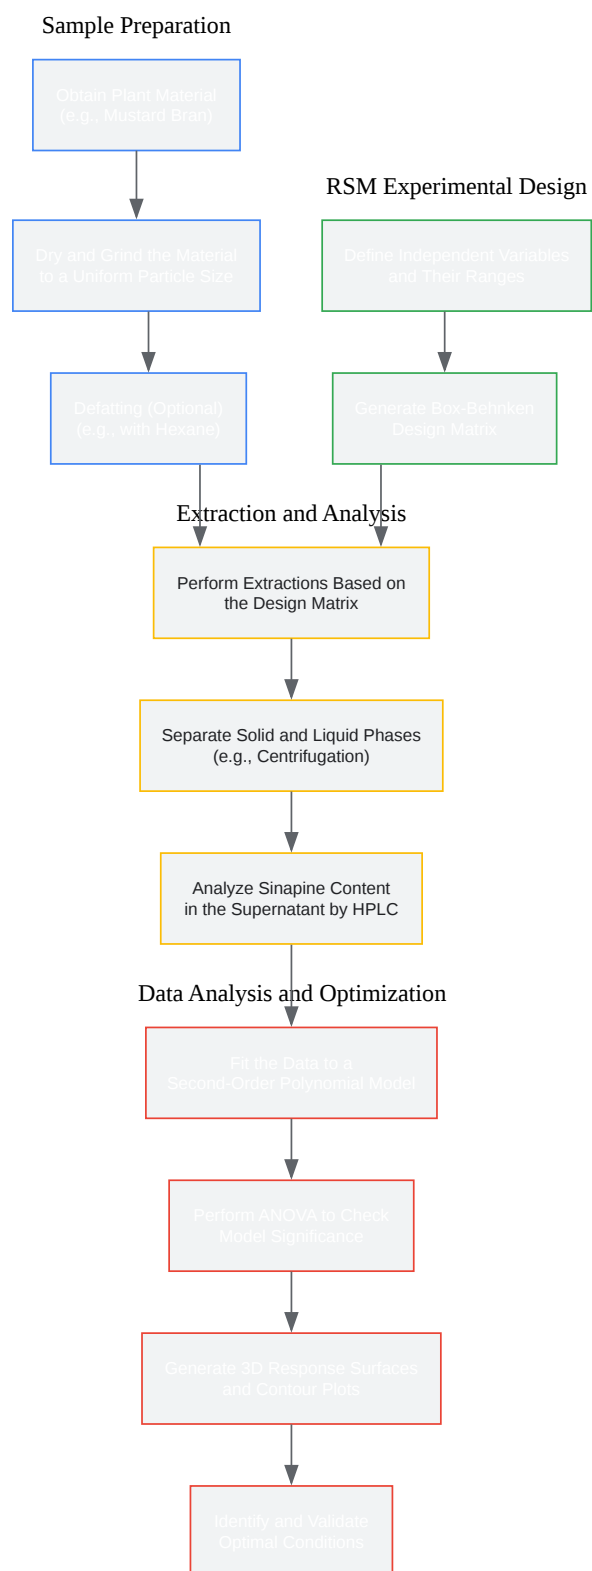 Sample Preparation
Obtain Plant Material
(e.g., Mustard Bran)
RSM Experimental Design
Dry and Grind the Material
to a Uniform Particle Size
Define Independent Variables
and Their Ranges
Defatting (Optional)
(e.g., with Hexane)
Generate Box-Behnken
Design Matrix
Extraction and Analysis
Perform Extractions Based on
the Design Matrix
Separate Solid and Liquid Phases
(e.g., Centrifugation)
Analyze Sinapine Content
in the Supernatant by HPLC
Data Analysis and Optimization
Fit the Data to a
Second-Order Polynomial Model
Perform ANOVA to Check
Model Significance
Generate 3D Response Surfaces
and Contour Plots
Identify and Validate
Optimal Conditions